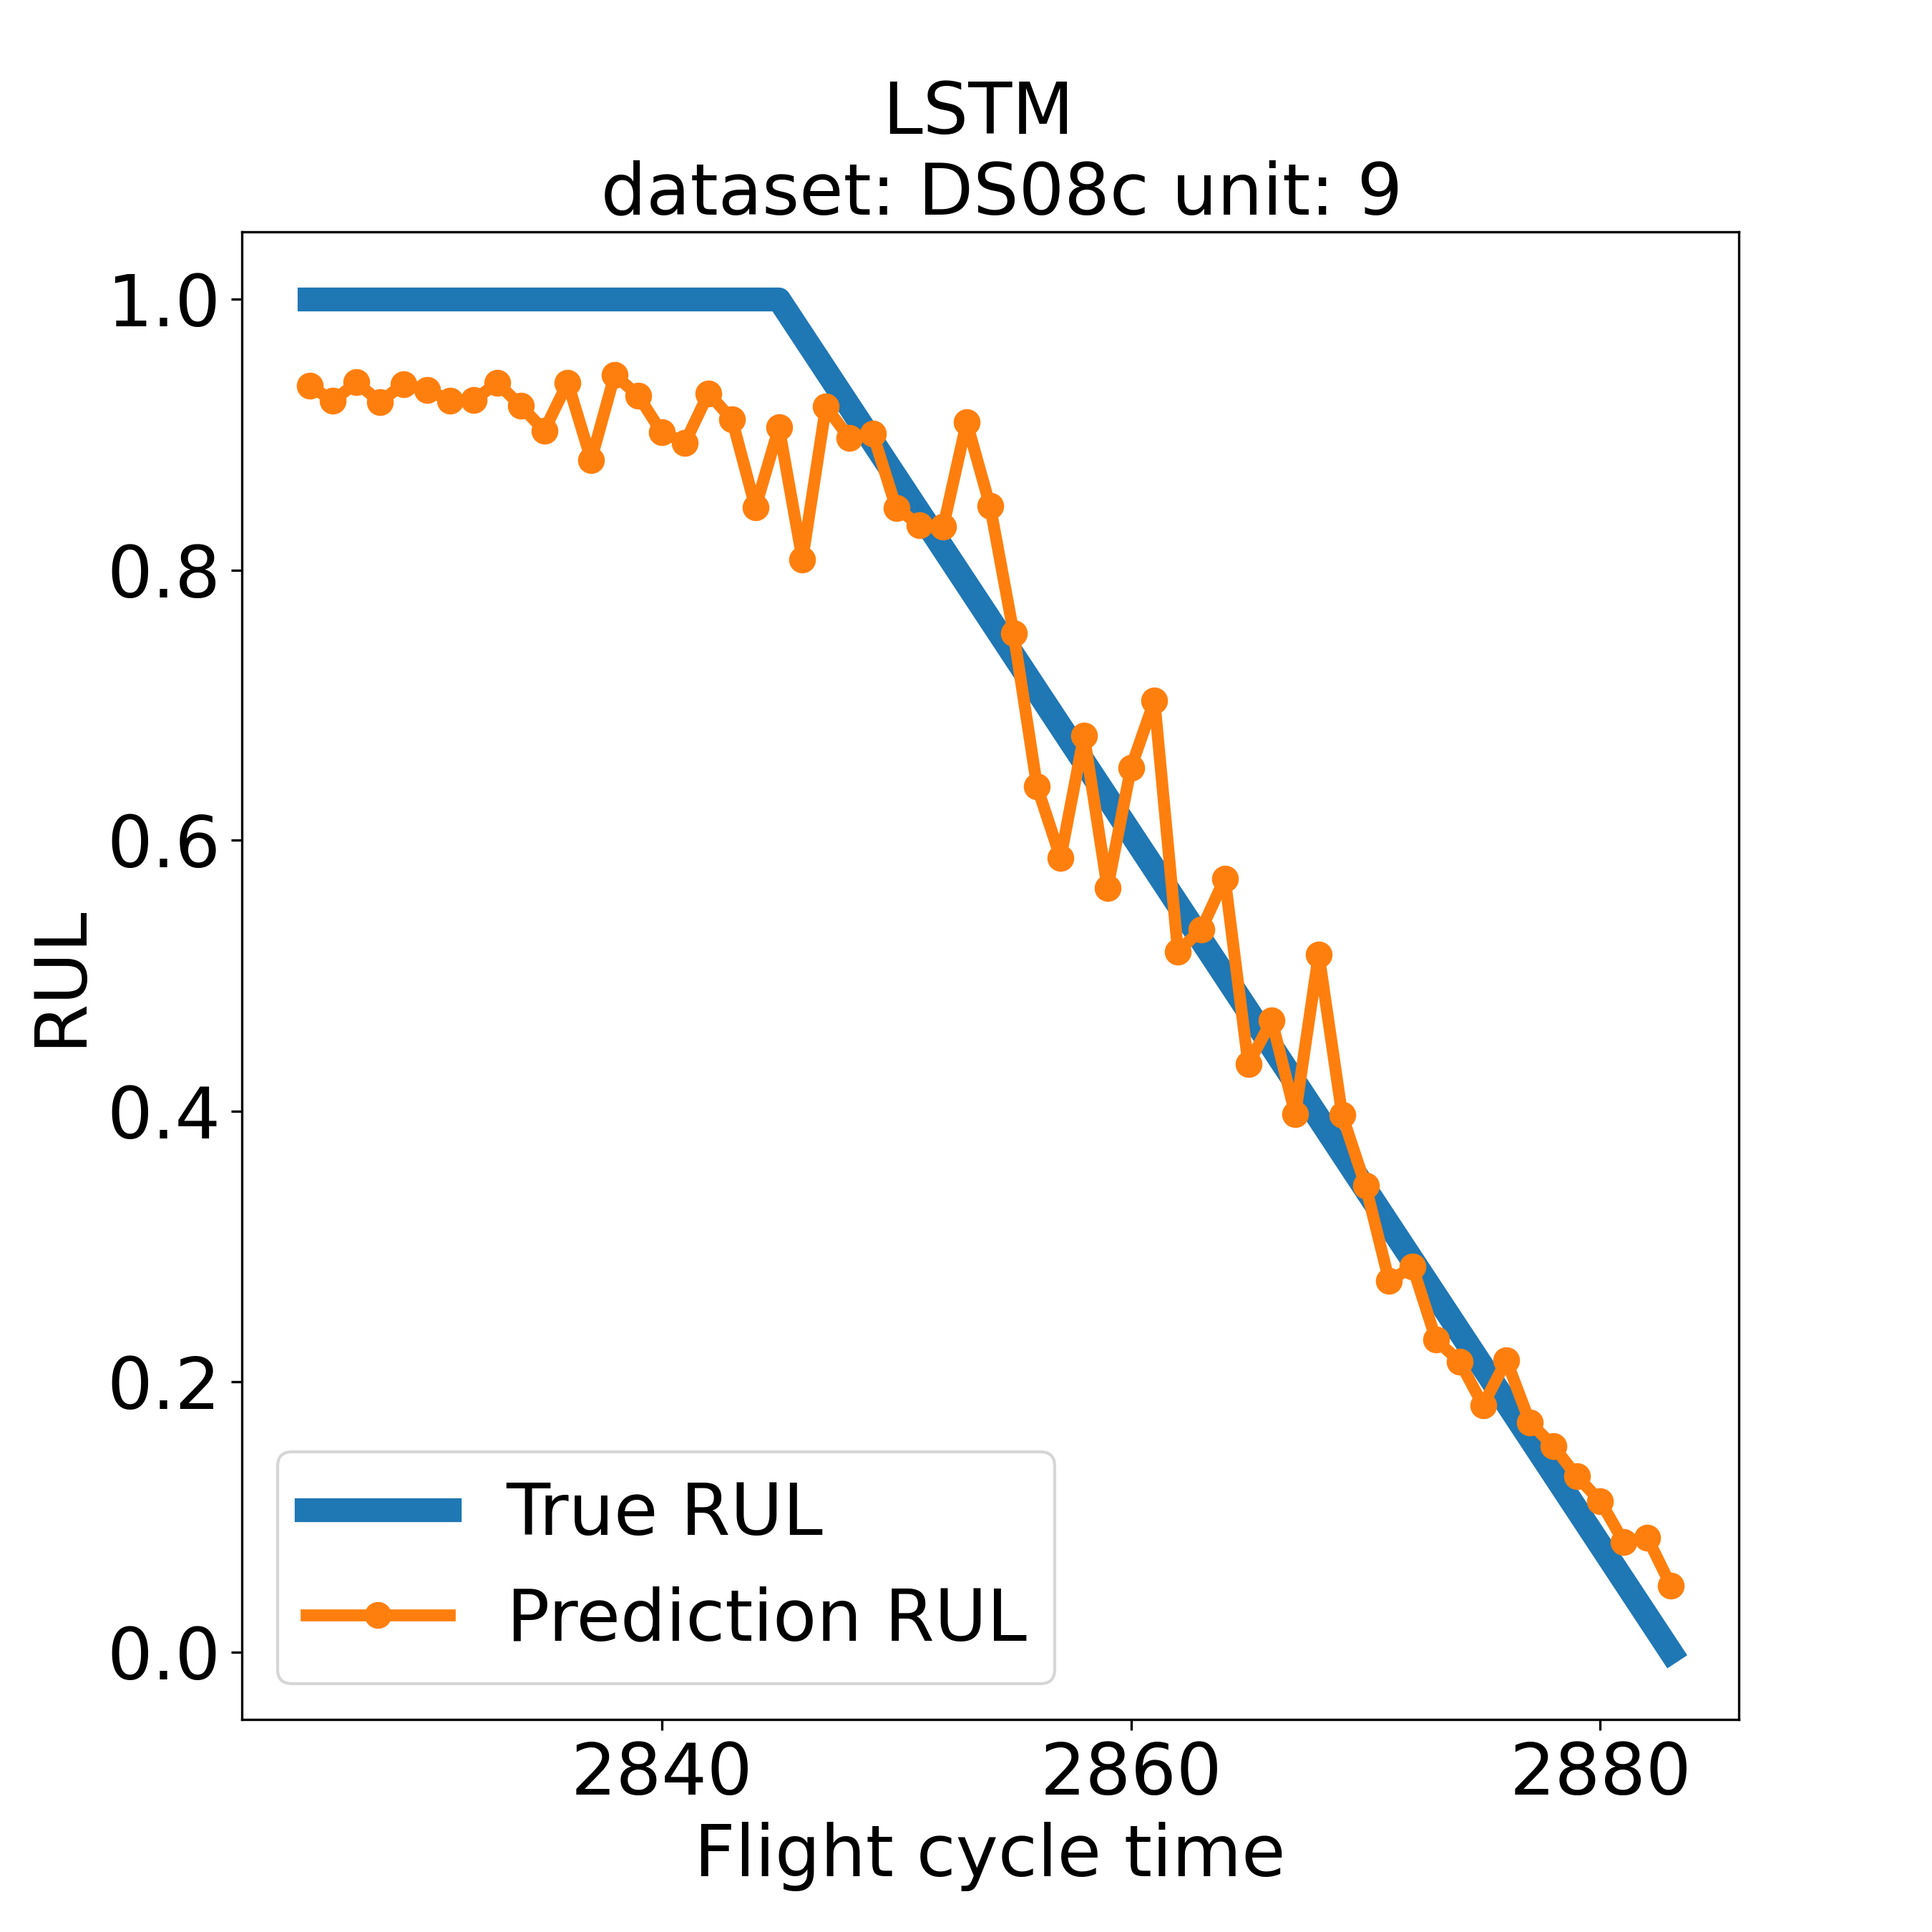 LSTM
dataset: DS08c unit: 9
1.0
0.8
0.6
0.4
0.2
0.0
RUL
True RUL
Prediction RUL
2840 2860 2880
Flight cycle time